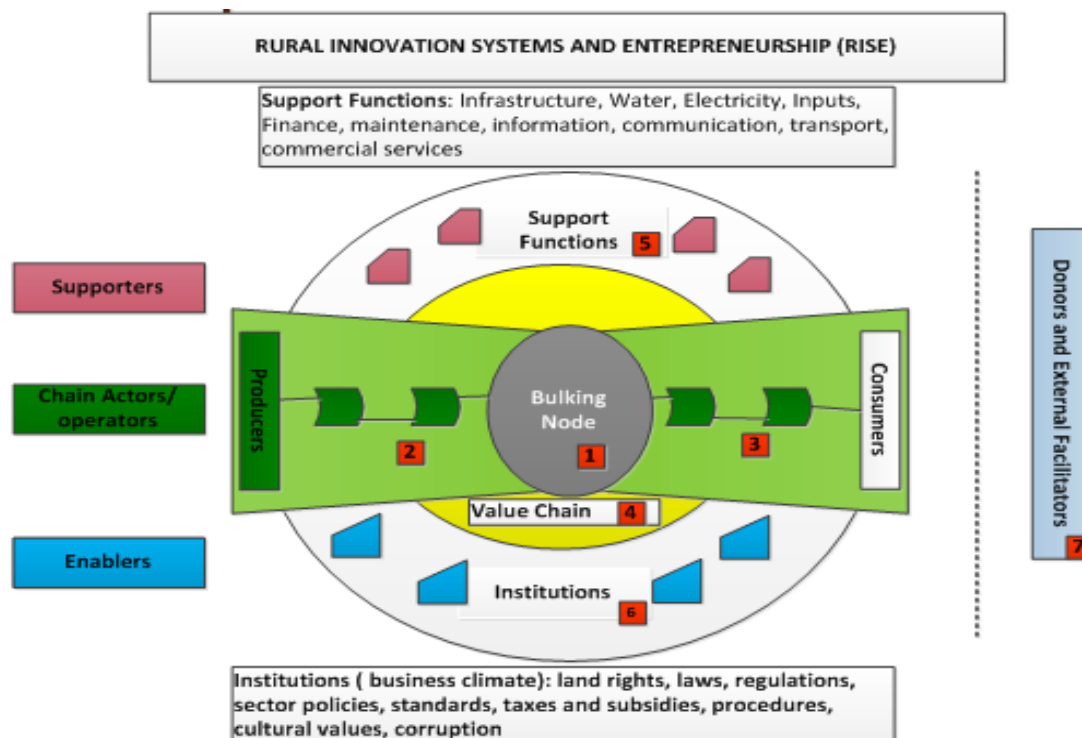 RURAL INNOVATION SYSTEMS AND ENTREPRENEURSHIP (RISE)
Support Functions: Infrastructure, Water, Electricity, Inputs,
Finance, maintenance, information, communication, transport,
commercial services
Support
Functions
5
Supporters
Chain Actors/
operators
Enablers
Producers
2
Bulking
Node
1
3
Consumers
Value Chain
4
Institutions
6
Donors and External Facilitators
7
Institutions ( business climate): land rights, laws, regulations,
sector policies, standards, taxes and subsidies, procedures,
cultural values, corruption